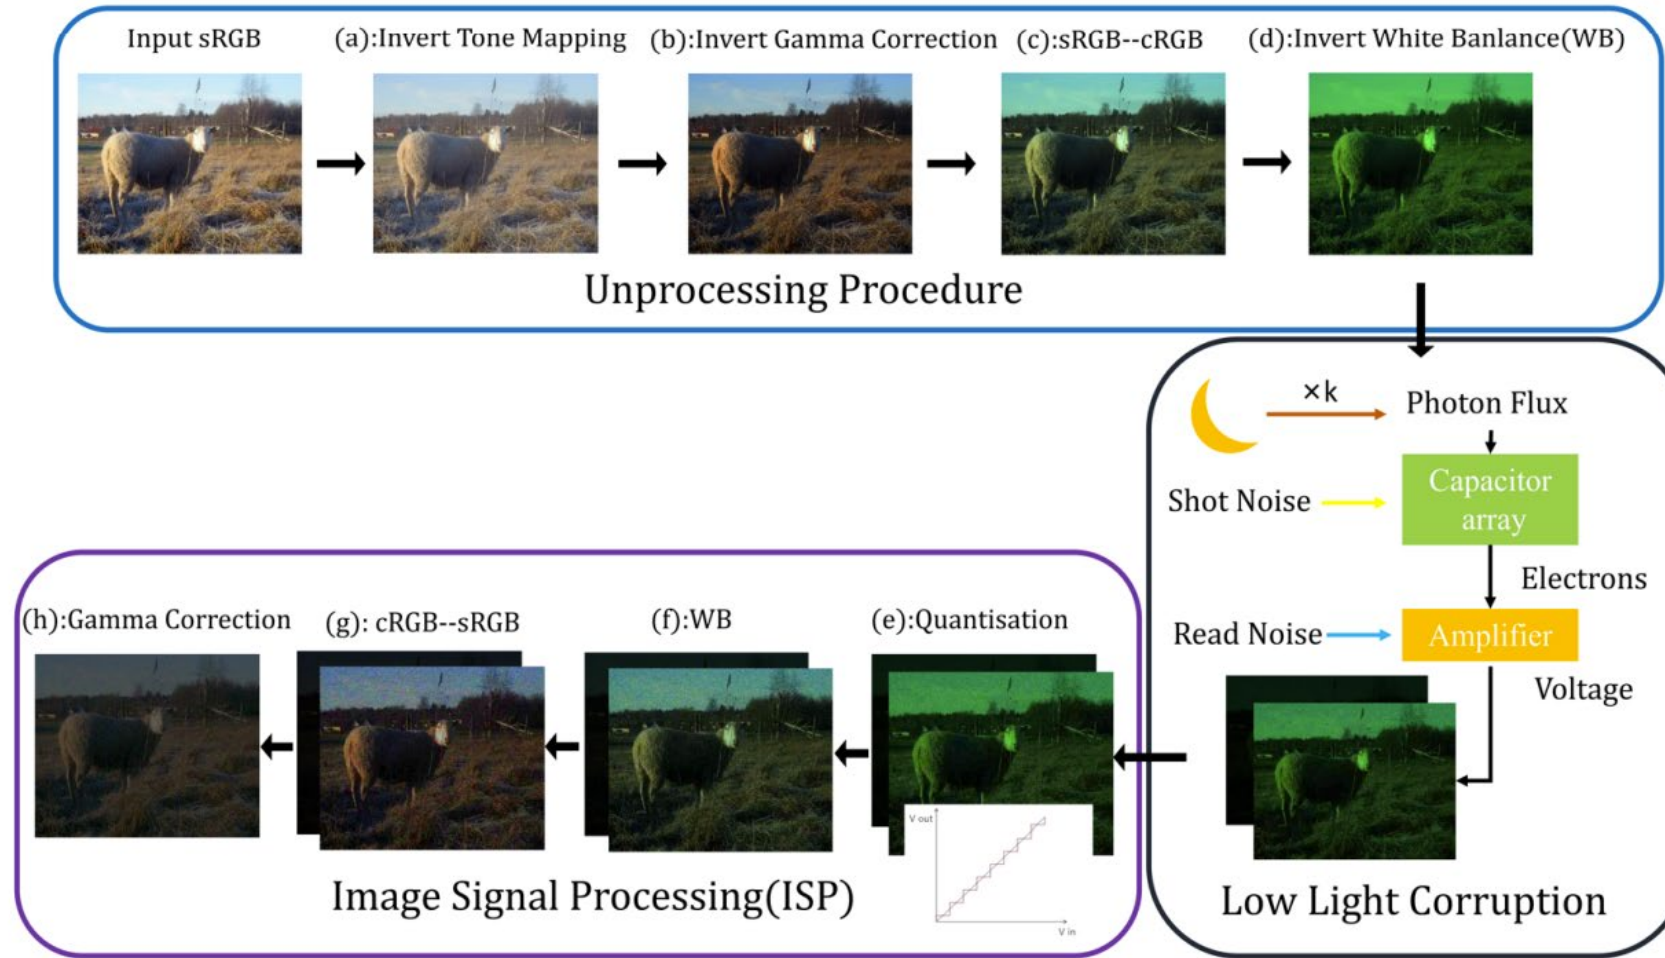 Input sRGB
(a):Invert Tone Mapping
(b):Invert Gamma Correction
(c):sRGB--cRGB
(d):Invert White Banlance(WB)
Unprocessing Procedure
×k
Photon Flux
Shot Noise
Capacitor
array
Electrons
Read Noise
Amplifier
Voltage
Low Light Corruption
(e):Quantisation
(f):WB
(g): cRGB--sRGB
(h):Gamma Correction
V out
V in
Image Signal Processing(ISP)